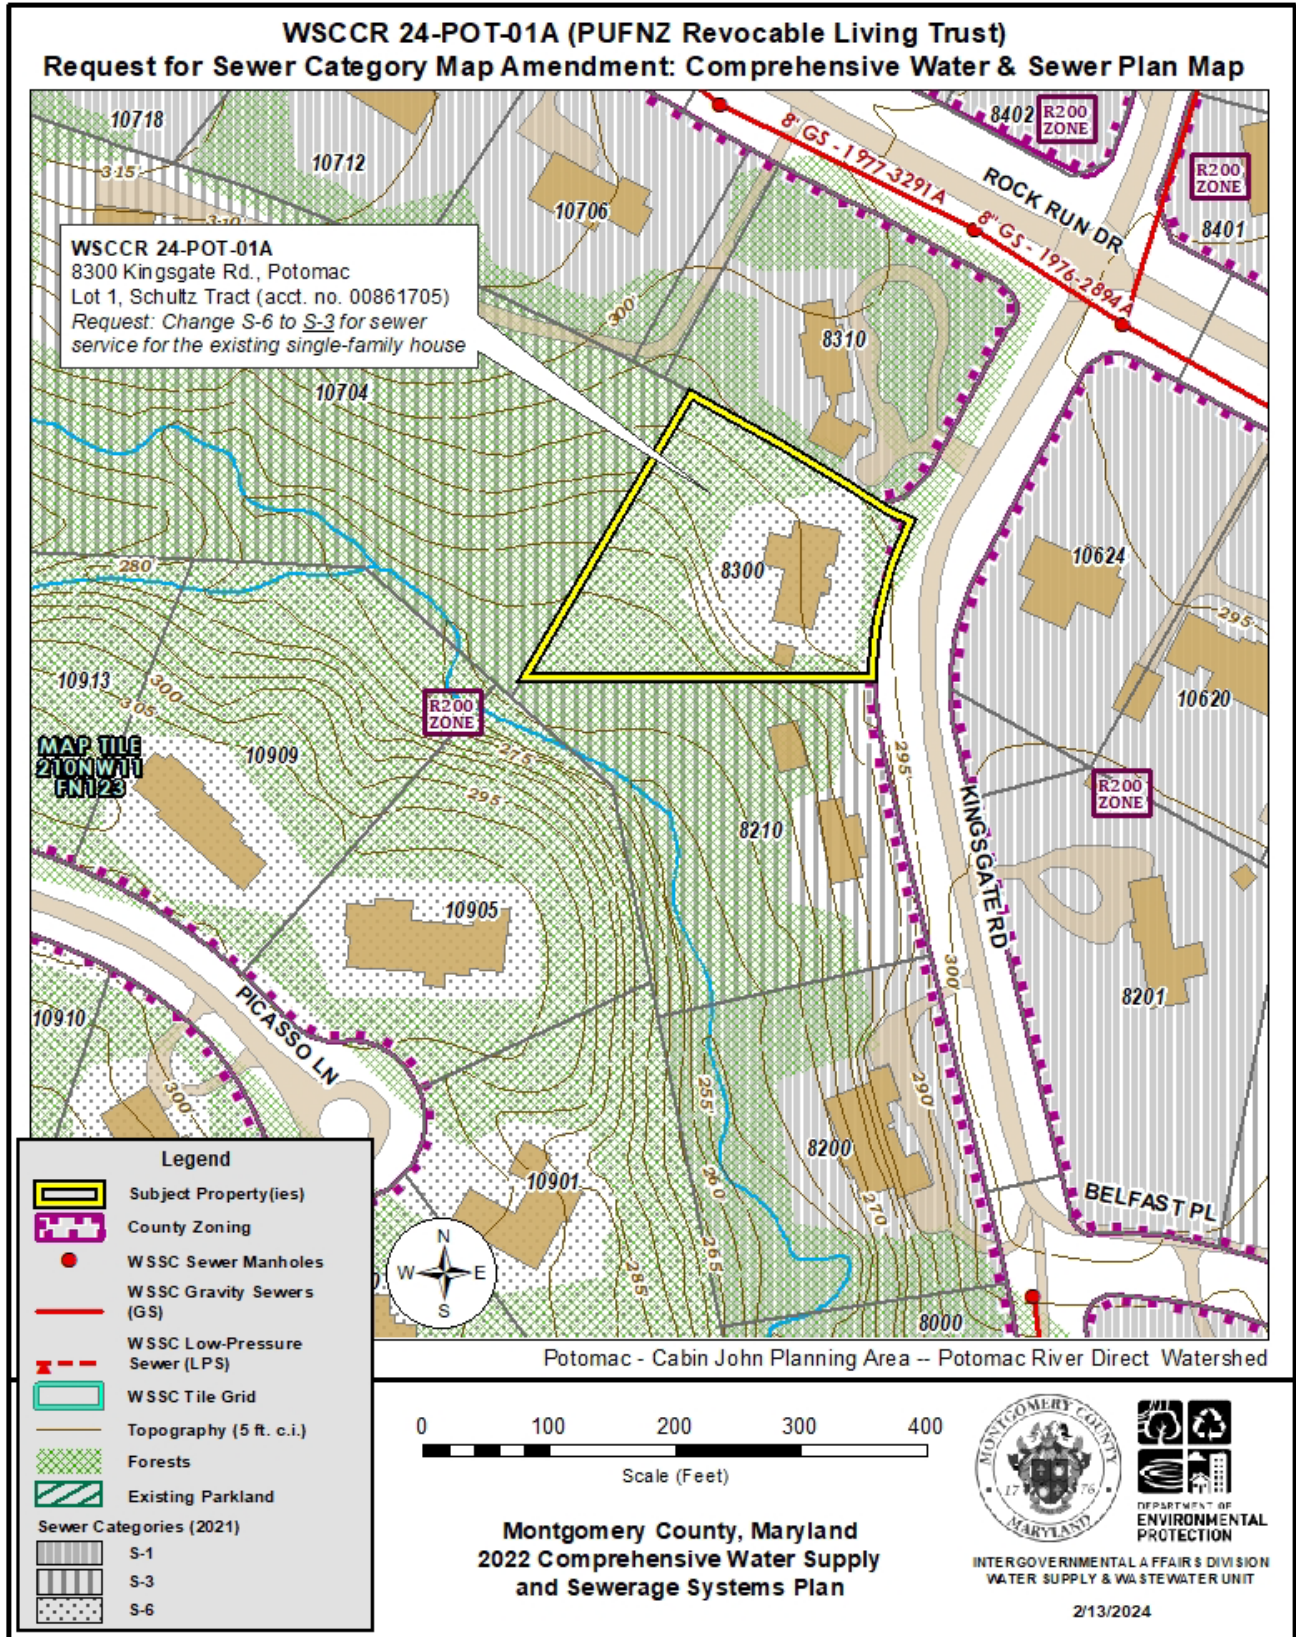 WSCCR 24-POT-01A (PUFNZ Revocable Living Trust)
Request for Sewer Category Map Amendment: Comprehensive Water & Sewer Plan Map
10718
10712
10706
8402
R200
ZONE
R200
ZONE
8401
8' GS - 1977-3291A
8" GS - 1976-2894A
ROCK RUN DR
315
310
300'
WSCCR 24-POT-01A
8300 Kingsgate Rd., Potomac
Lot 1, Schultz Tract (acct. no. 00861705)
Request: Change S-6 to S-3 for sewer
service for the existing single-family house
10704
8310
8300
10624
295'
10620
280'
10913
300'
305
R200
ZONE
MAP TILE
210NW11
FN123
10909
275'
295
295'
R200
ZONE
8210
KINGSGATE RD
10905
300'
8201
10910
PICASSO LN
300'
255'
290'
8200
260'
270
265
285'
10901
BELFAST PL
8000
N
W E
S
Potomac - Cabin John Planning Area -- Potomac River Direct Watershed
Legend
Subject Property(ies)
County Zoning
WSSC Sewer Manholes
WSSC Gravity Sewers
(GS)
WSSC Low-Pressure
Sewer (LPS)
WSSC Tile Grid
Topography (5 ft. c.i.)
Forests
Existing Parkland
Sewer Categories (2021)
S-1
S-3
S-6
0 100 200 300 400
Scale (Feet)
Montgomery County, Maryland
2022 Comprehensive Water Supply
and Sewerage Systems Plan
MONTGOMERY COUNTY
17 76
MARYLAND
DEPARTMENT OF
ENVIRONMENTAL
PROTECTION
INTERGOVERNMENTAL AFFAIRS DIVISION
WATER SUPPLY & WASTEWATER UNIT
2/13/2024